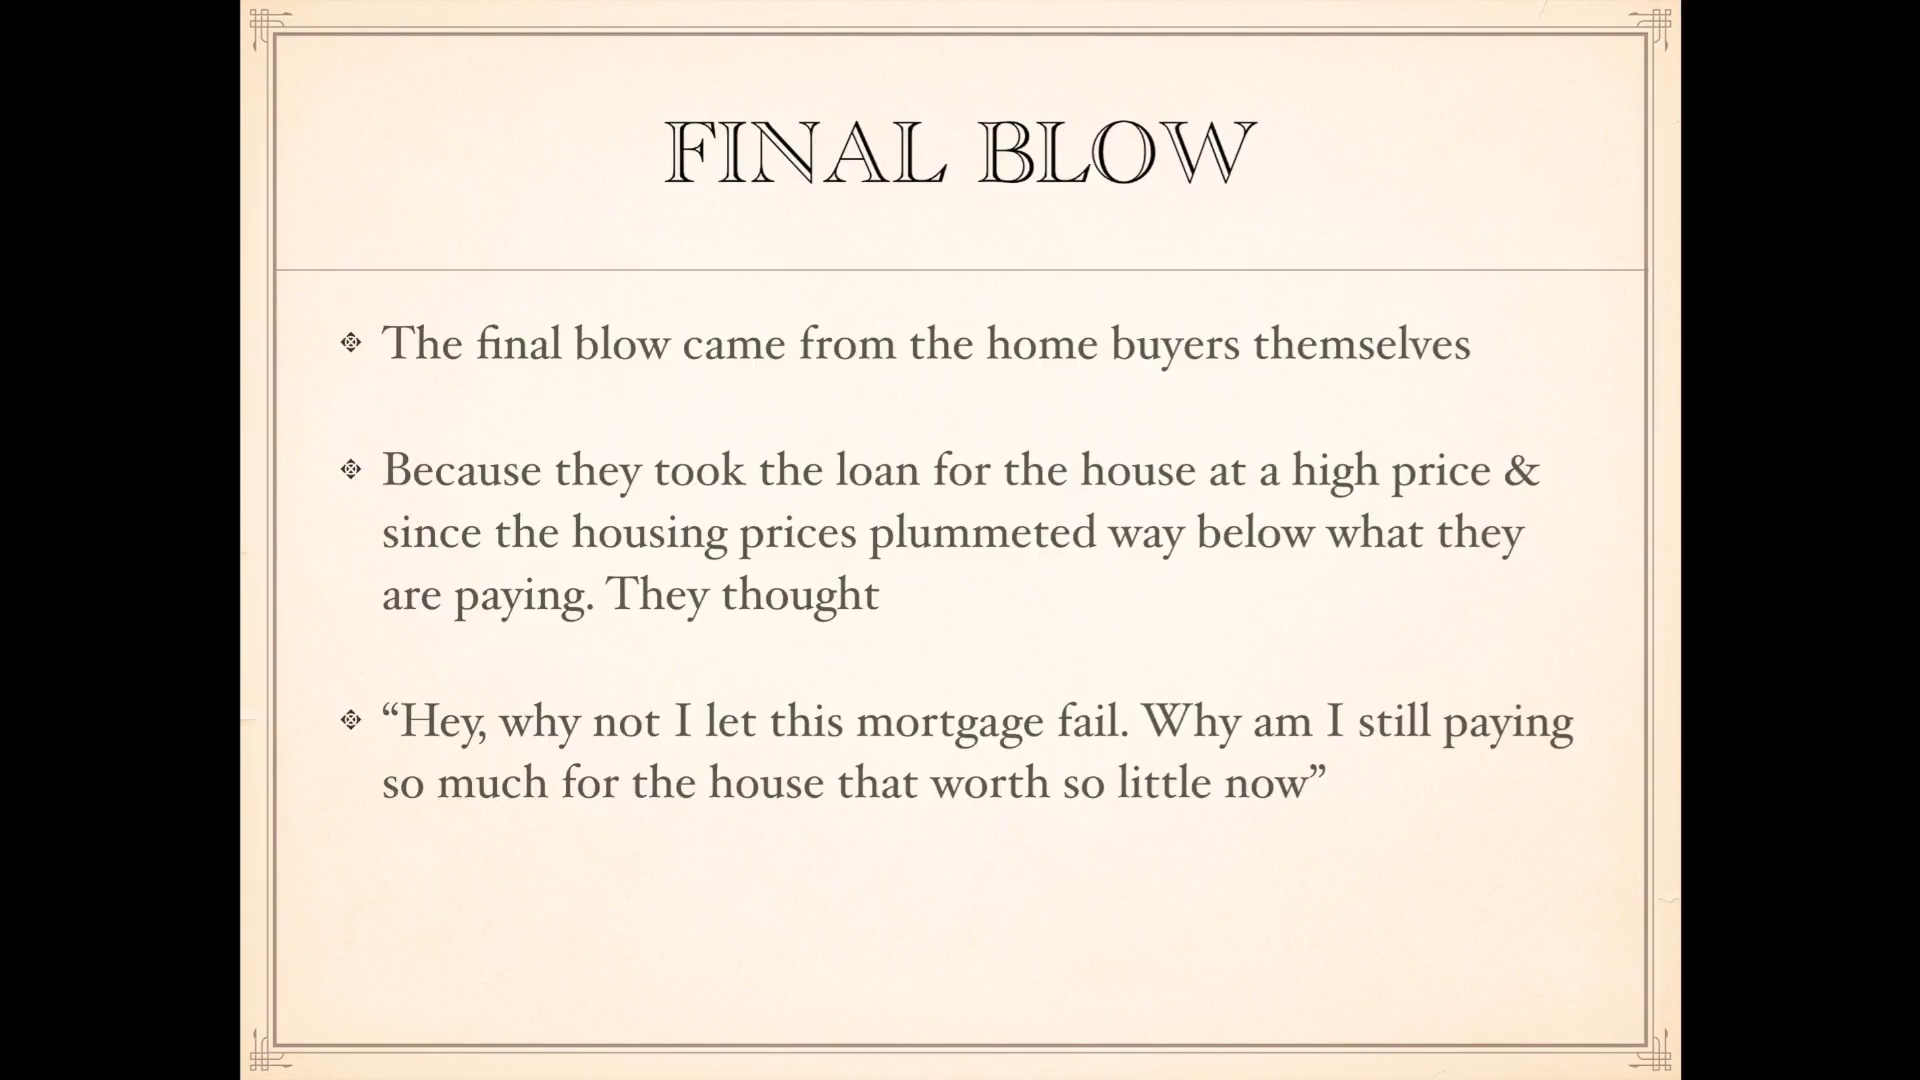 FINAL BLOW
The final blow came from the home buyers themselves
Because they took the loan for the house at a high price &
since the housing prices plummeted way below what they
are paying. They thought
“Hey, why not I let this mortgage fail. Why am I still paying
so much for the house that worth so little now”